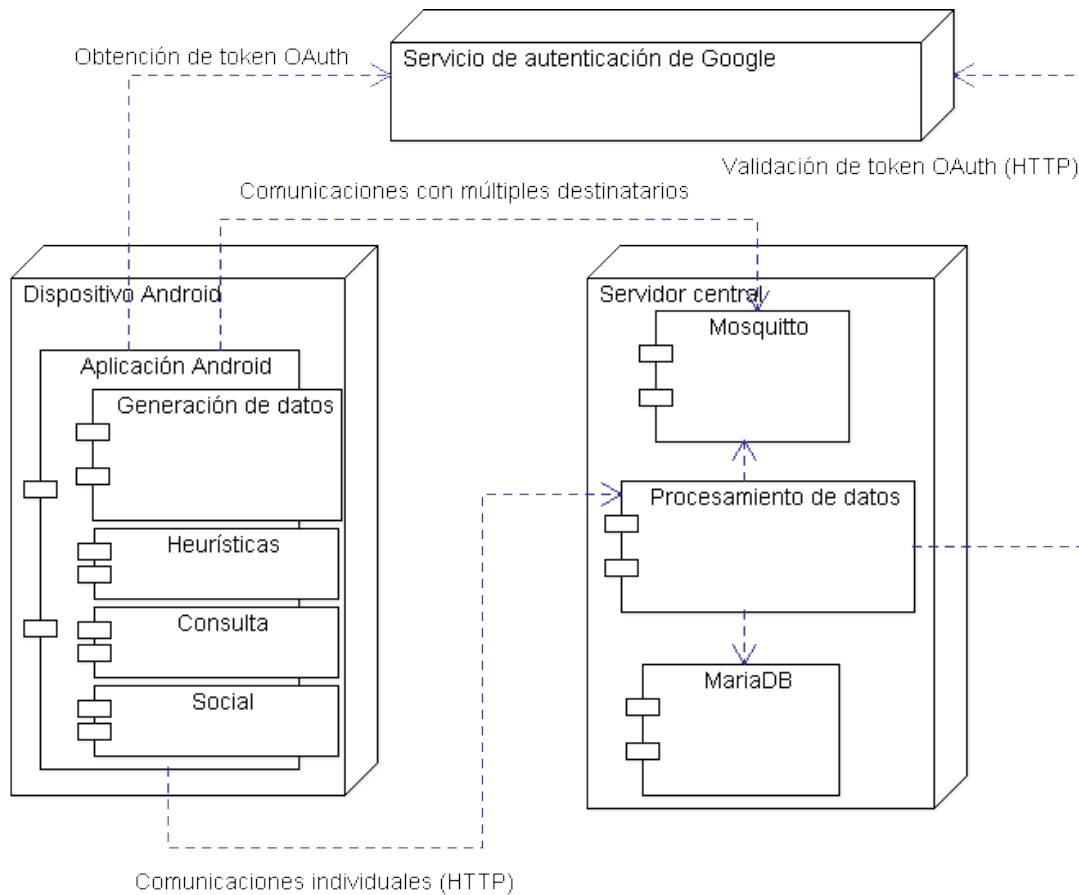 Obtención de token OAuth
Servicio de autenticación de Google
Validación de token OAuth (HTTP)
Comunicaciones con múltiples destinatarios
Dispositivo Android
Aplicación Android
Generación de datos
Heurísticas
Consulta
Social
Servidor central
Mosquitto
Procesamiento de datos
MariaDB
Comunicaciones individuales (HTTP)